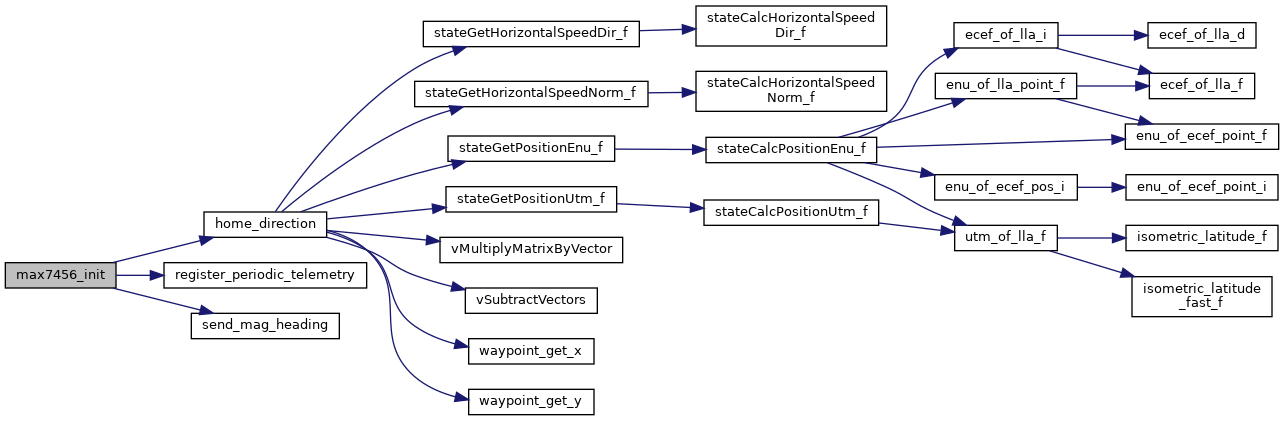 max7456_init
home_direction
register_periodic_telemetry
send_mag_heading
stateGetHorizontalSpeedDir_f
stateGetHorizontalSpeedNorm_f
stateGetPositionEnu_f
stateGetPositionUtm_f
vMultiplyMatrixByVector
vSubtractVectors
waypoint_get_x
waypoint_get_y
stateCalcHorizontalSpeed
Dir_f
stateCalcHorizontalSpeed
Norm_f
stateCalcPositionEnu_f
stateCalcPositionUtm_f
ecef_of_lla_i
enu_of_lla_point_f
enu_of_ecef_pos_i
utm_of_lla_f
ecef_of_lla_d
ecef_of_lla_f
enu_of_ecef_point_f
enu_of_ecef_point_i
isometric_latitude_f
isometric_latitude
_fast_f